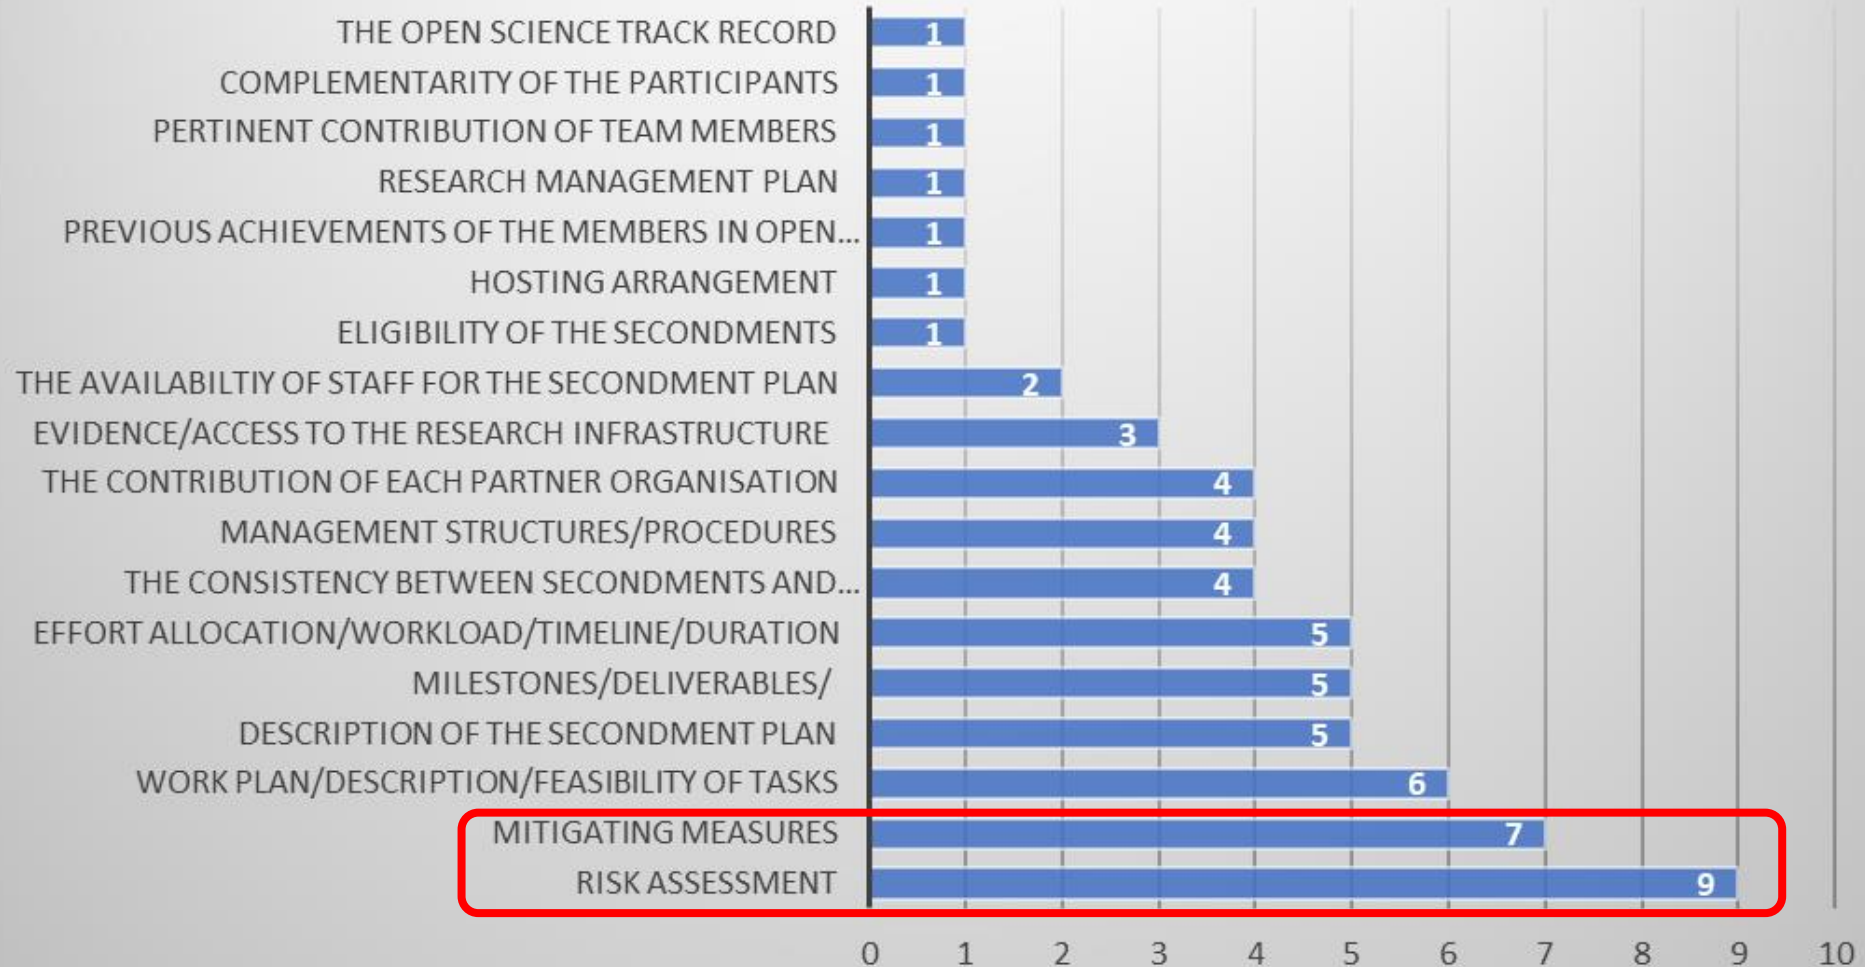 THE OPEN SCIENCE TRACK RECORD 1
COMPLEMENTARITY OF THE PARTICIPANTS 1
PERTINENT CONTRIBUTION OF TEAM MEMBERS 1
RESEARCH MANAGEMENT PLAN 1
PREVIOUS ACHIEVEMENTS OF THE MEMBERS IN OPEN... 1
HOSTING ARRANGEMENT 1
ELIGIBILITY OF THE SECONDMENTS 1
THE AVAILABILTIY OF STAFF FOR THE SECONDMENT PLAN 2
EVIDENCE/ACCESS TO THE RESEARCH INFRASTRUCTURE 3
THE CONTRIBUTION OF EACH PARTNER ORGANISATION 4
MANAGEMENT STRUCTURES/PROCEDURES 4
THE CONSISTENCY BETWEEN SECONDMENTS AND... 4
EFFORT ALLOCATION/WORKLOAD/TIMELINE/DURATION 5
MILESTONES/DELIVERABLES/ 5
DESCRIPTION OF THE SECONDMENT PLAN 5
WORK PLAN/DESCRIPTION/FEASIBILITY OF TASKS 6
MITIGATING MEASURES 7
RISK ASSESSMENT 9
0 1 2 3 4 5 6 7 8 9 10